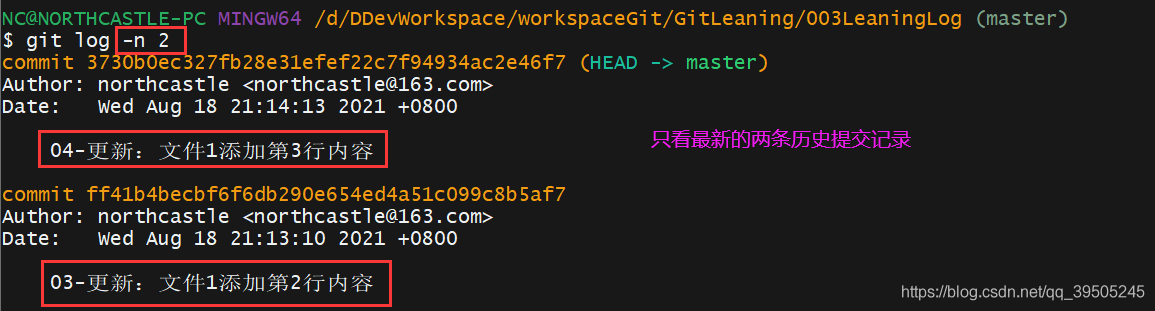 NC@NORTHCASTLE-PC MINGW64 /d/DDevWorkspace/workspaceGit/GitLeaning/003LeaningLog (master)
$ git log -n 2
commit 3730b0ec327fb28e31efef22c7f94934ac2e46f7 (HEAD -> master)
Author: northcastle <northcastle@163.com>
Date:   Wed Aug 18 21:14:13 2021 +0800
04-更新：文件1添加第3行内容
只看最新的两条历史提交记录
commit ff41b4becbf6f6db290e654ed4a51c099c8b5af7
Author: northcastle <northcastle@163.com>
Date:   Wed Aug 18 21:13:10 2021 +0800
03-更新：文件1添加第2行内容
https://blog.csdn.net/qq_39505245